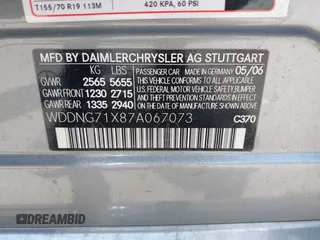 T155/70 R19 113M 420 KPA, 60 PSI
MFD BY DAIMLERCHRYSLER AG STUTTGART
KG LBS PASSENGER CAR 05/06
GVWR 2565 5655
GAWR FRONT 1230 2715
GAWR REAR 1335 2940
THIS VEHICLE CONFORMS TO ALL APPLICABLE
U.S. FEDERAL MOTOR VEHICLE SAFETY,
BUMPER, AND THEFT PREVENTION
STANDARDS IN EFFECT ON THE DATE OF
MANUFACTURE SHOWN ABOVE.
WDDNG71X87A067073 C370
DREAMBID